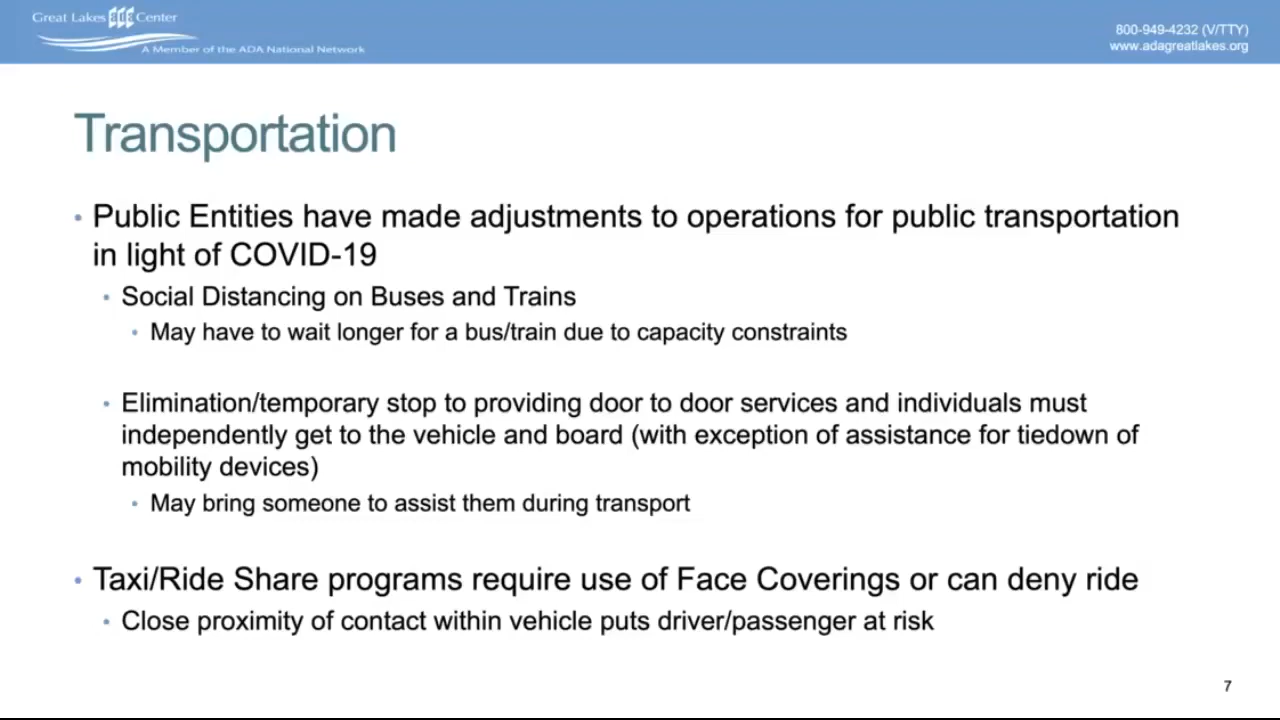 Great Lakes ada Center
A Member of the ADA National Network
800-949-4232 (V/TTY)
www.adagreatlakes.org
Transportation
• Public Entities have made adjustments to operations for public transportation
in light of COVID-19
• Social Distancing on Buses and Trains
• May have to wait longer for a bus/train due to capacity constraints
• Elimination/temporary stop to providing door to door services and individuals must
independently get to the vehicle and board (with exception of assistance for tiedown of
mobility devices)
• May bring someone to assist them during transport
• Taxi/Ride Share programs require use of Face Coverings or can deny ride
• Close proximity of contact within vehicle puts driver/passenger at risk
7